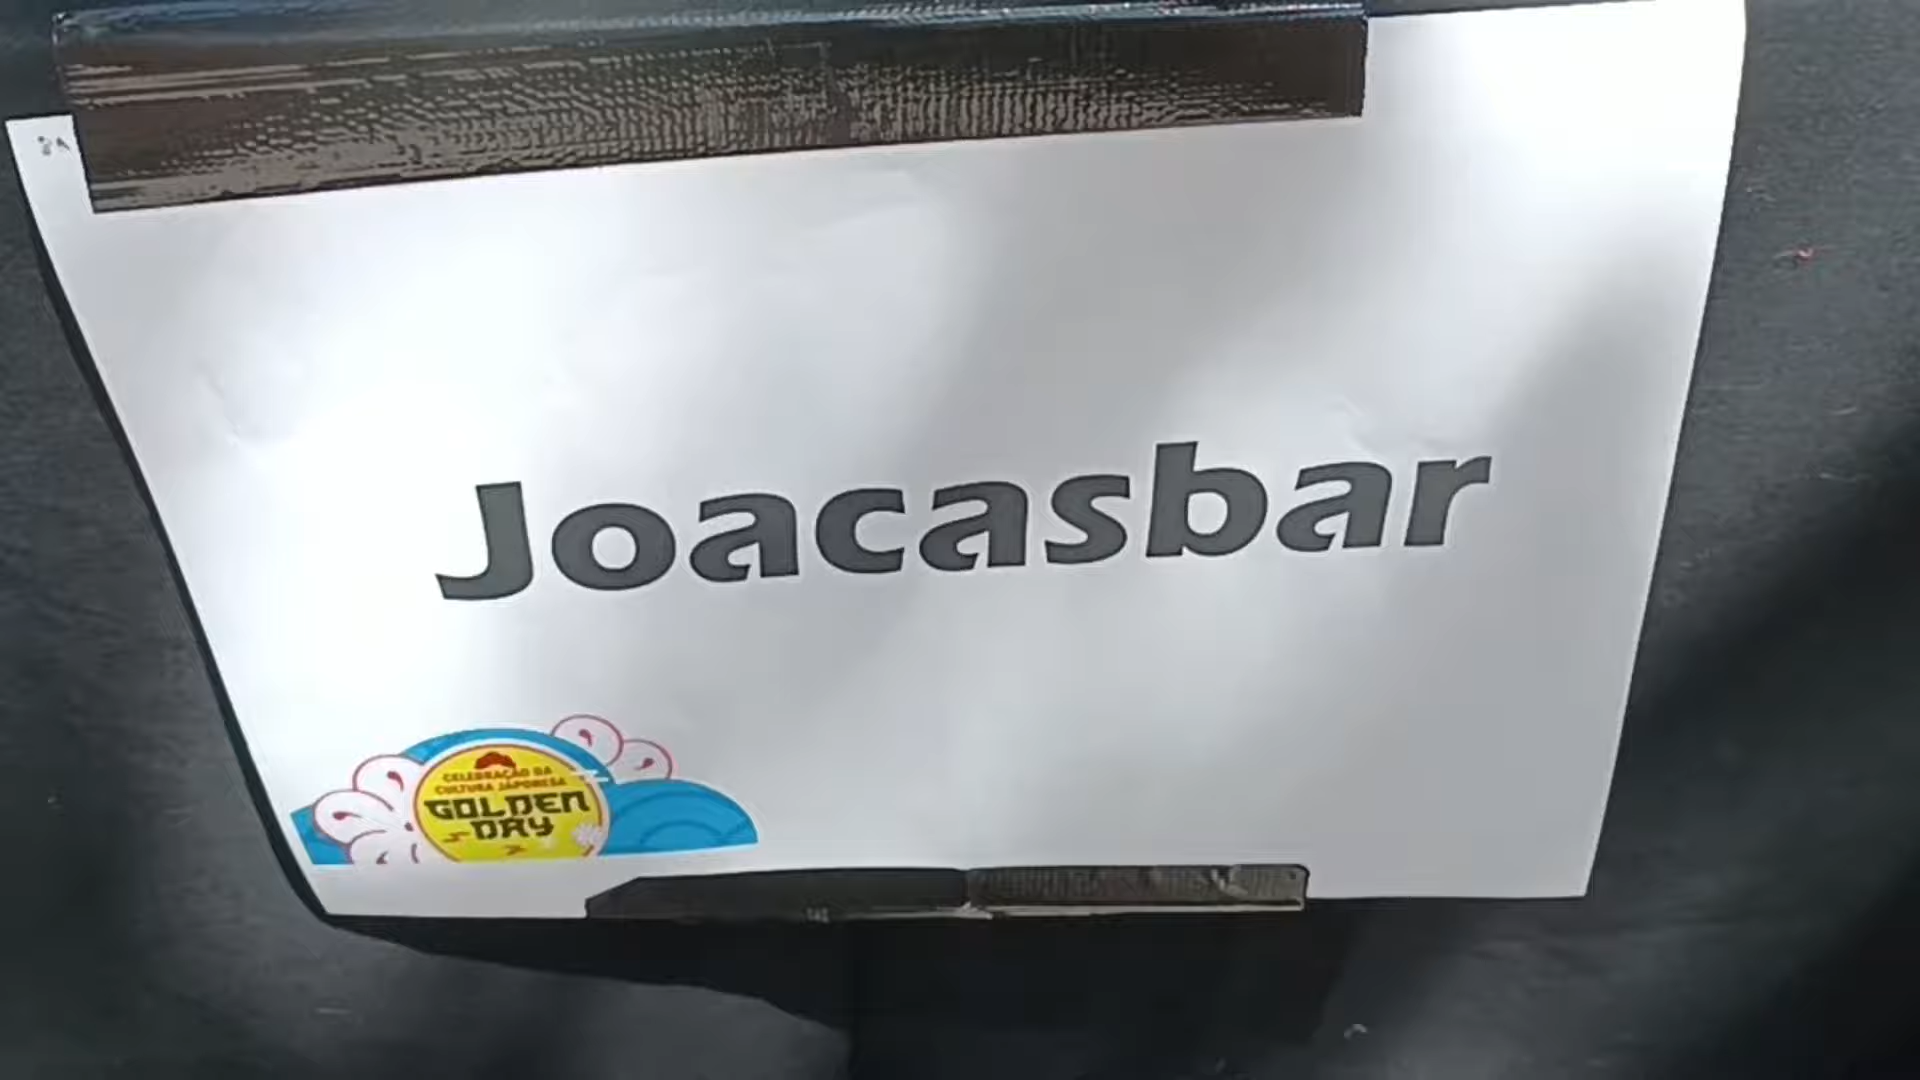 Joacasbar
CELEBRAÇÃO DA
CULTURA JAPONESA
GOLDEN
DAY